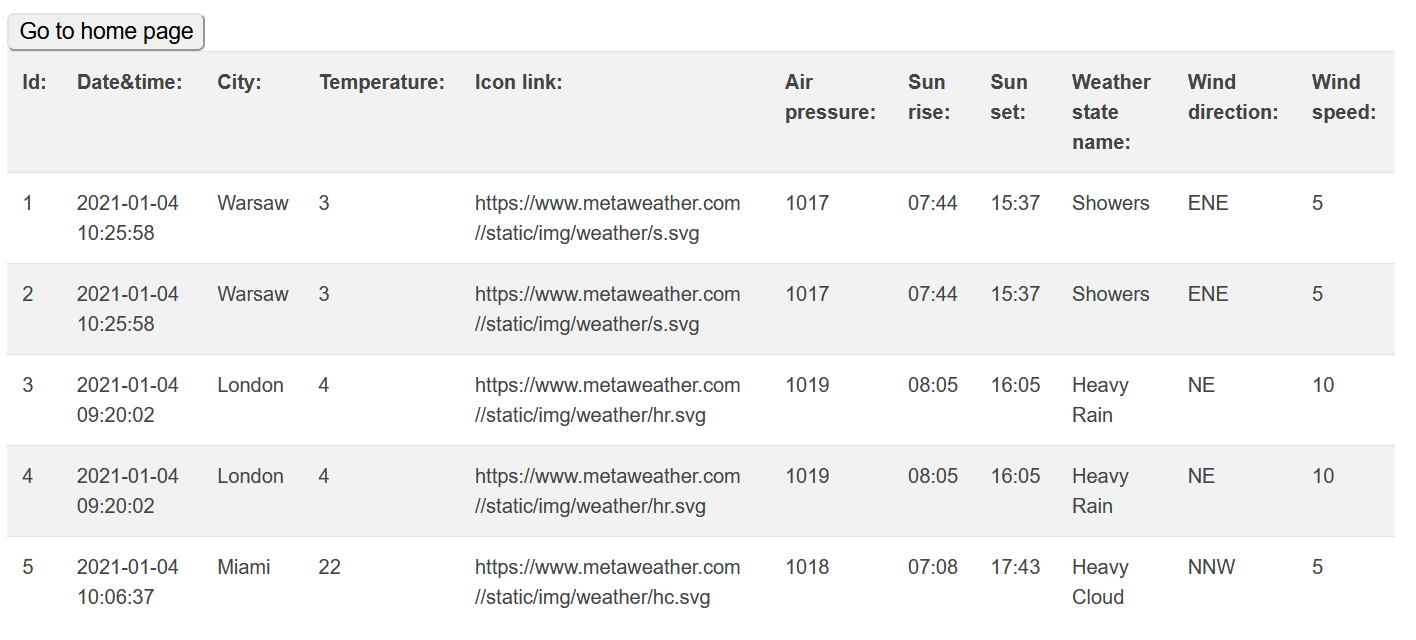 Go to home page
Id: Date&time: City: Temperature: Icon link: Air pressure: Sun rise: Sun set: Weather state name: Wind direction: Wind speed:
1 2021-01-04 10:25:58 Warsaw 3 https://www.metaweather.com//static/img/weather/s.svg 1017 07:44 15:37 Showers ENE 5
2 2021-01-04 10:25:58 Warsaw 3 https://www.metaweather.com//static/img/weather/s.svg 1017 07:44 15:37 Showers ENE 5
3 2021-01-04 09:20:02 London 4 https://www.metaweather.com//static/img/weather/hr.svg 1019 08:05 16:05 Heavy Rain NE 10
4 2021-01-04 09:20:02 London 4 https://www.metaweather.com//static/img/weather/hr.svg 1019 08:05 16:05 Heavy Rain NE 10
5 2021-01-04 10:06:37 Miami 22 https://www.metaweather.com//static/img/weather/hc.svg 1018 07:08 17:43 Heavy Cloud NNW 5